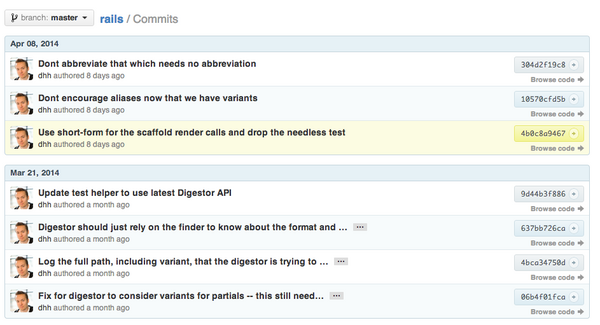 branch: master
rails / Commits
Apr 08, 2014
Dont abbreviate that which needs no abbreviation
304d2f19c8
dhh authored 8 days ago
Browse code
Dont encourage aliases now that we have variants
10570cfd5b
dhh authored 8 days ago
Browse code
Use short-form for the scaffold render calls and drop the needless test
4b0c8a9467
dhh authored 8 days ago
Browse code
Mar 21, 2014
Update test helper to use latest Digestor API
9d44b3f886
dhh authored a month ago
Browse code
Digestor should just rely on the finder to know about the format and … ...
637bb726ca
dhh authored a month ago
Browse code
Log the full path, including variant, that the digestor is trying to … ...
4bca34750d
dhh authored a month ago
Browse code
Fix for digestor to consider variants for partials -- this still need… ...
06b4f01fca
dhh authored a month ago
Browse code